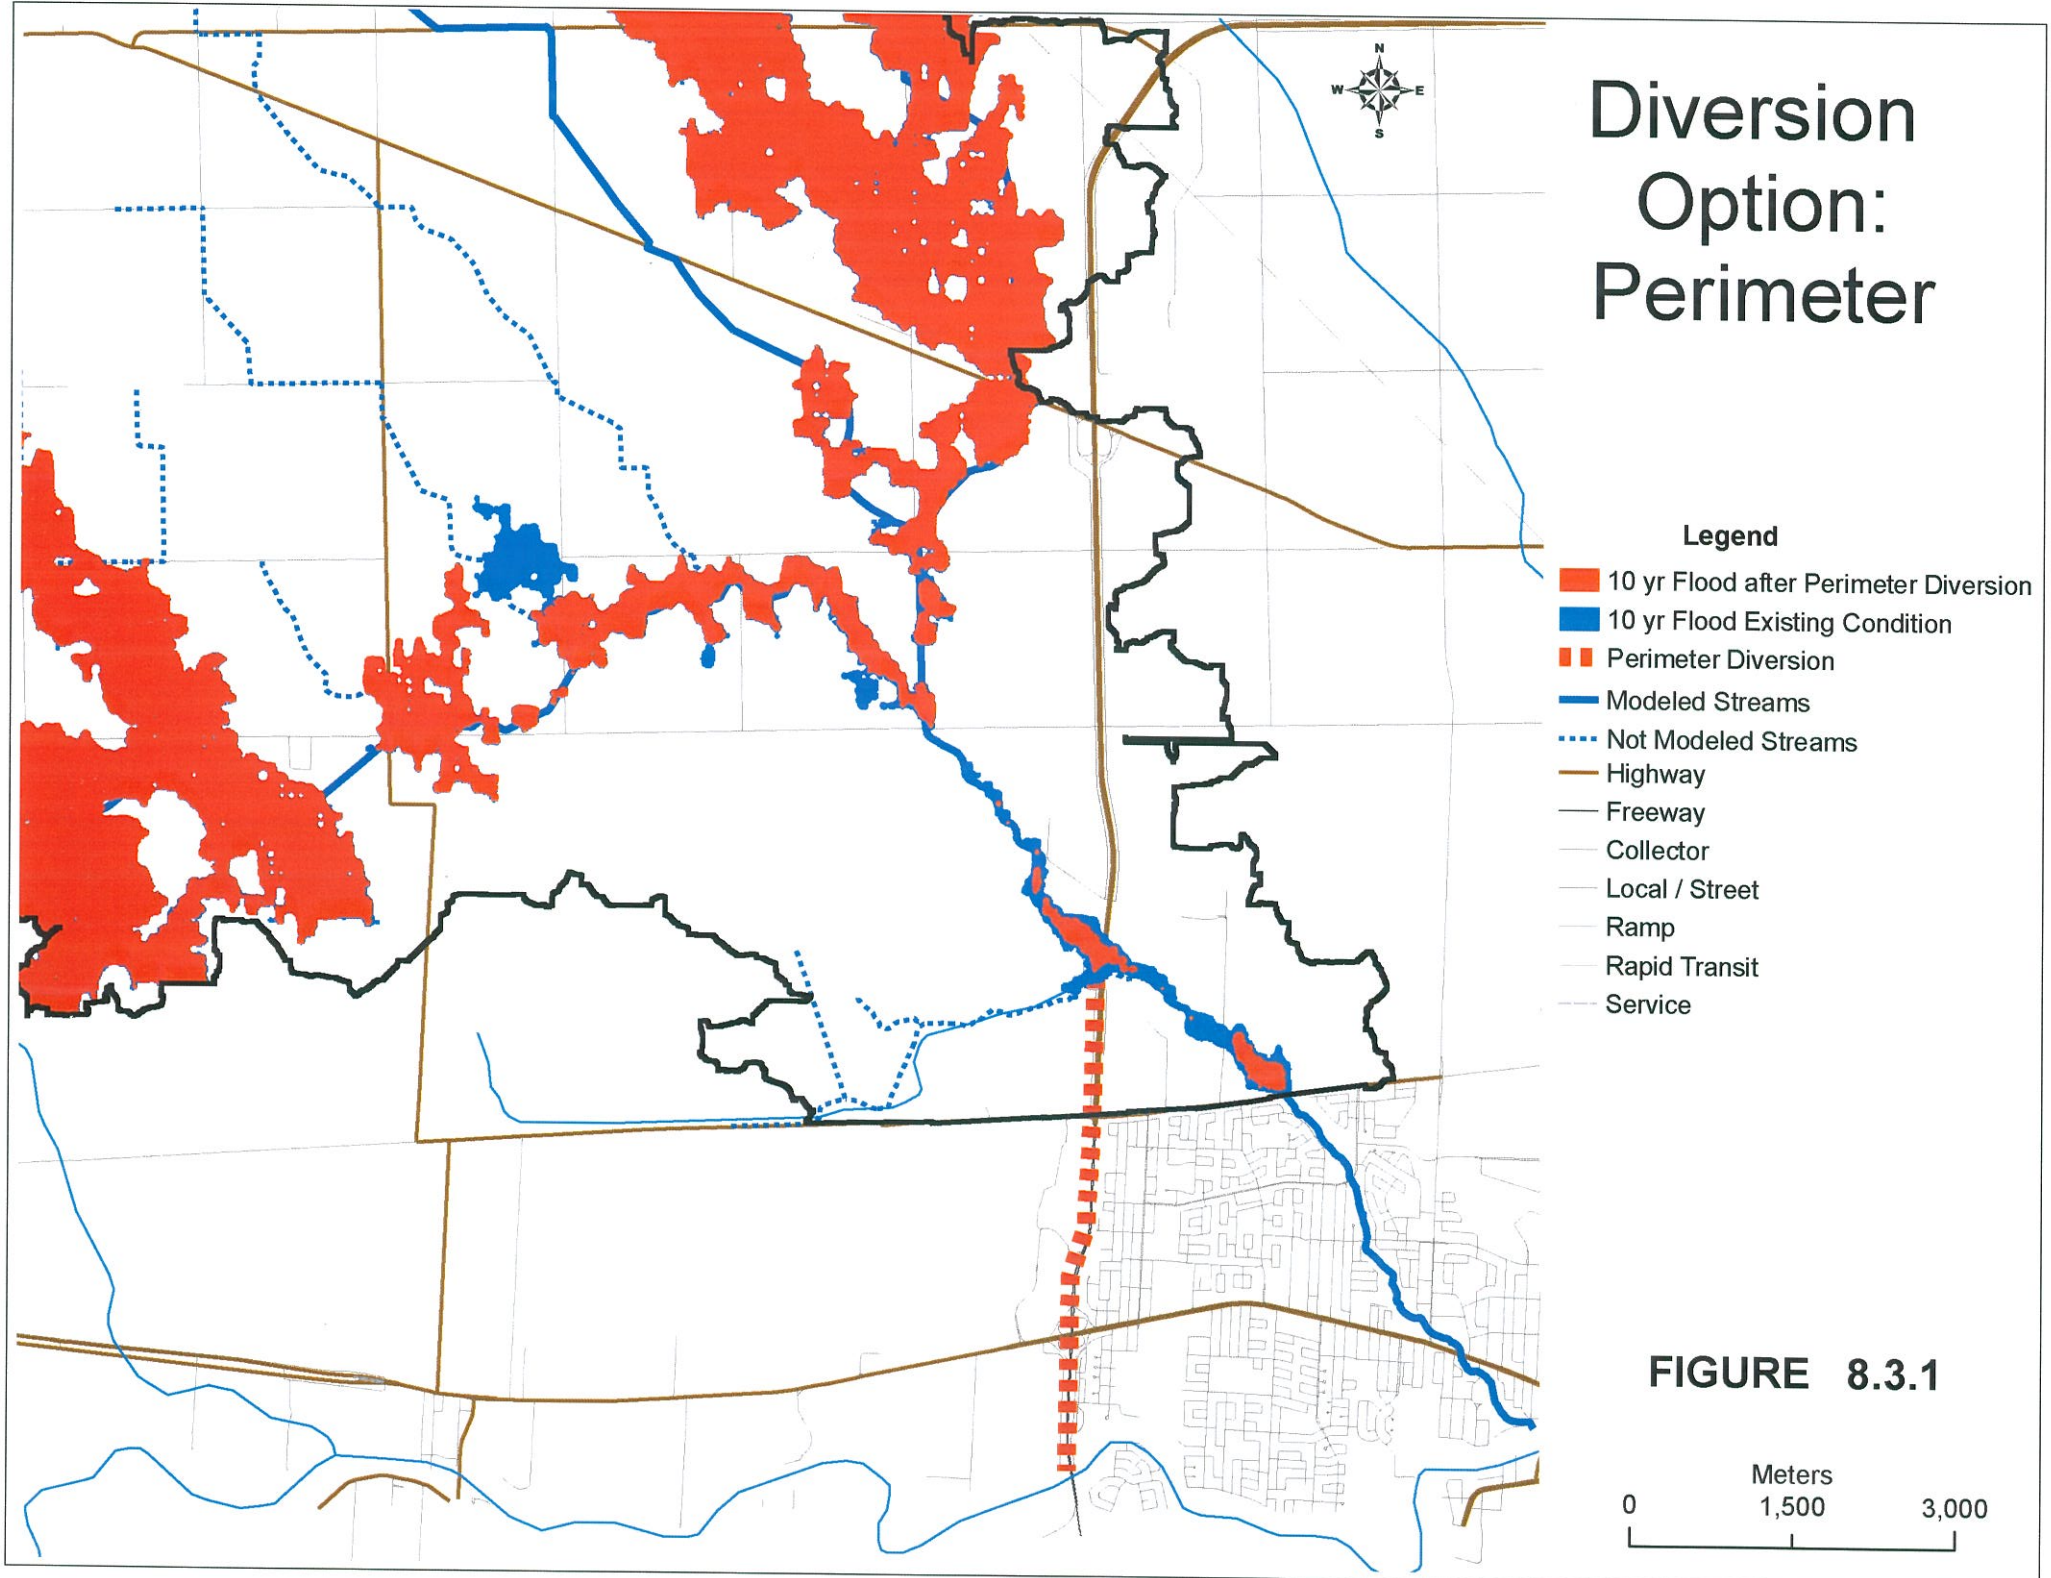 N
W E
S
Diversion
Option:
Perimeter
Legend
10 yr Flood after Perimeter Diversion
10 yr Flood Existing Condition
Perimeter Diversion
Modeled Streams
Not Modeled Streams
Highway
Freeway
Collector
Local / Street
Ramp
Rapid Transit
Service
FIGURE 8.3.1
Meters
0 1,500 3,000